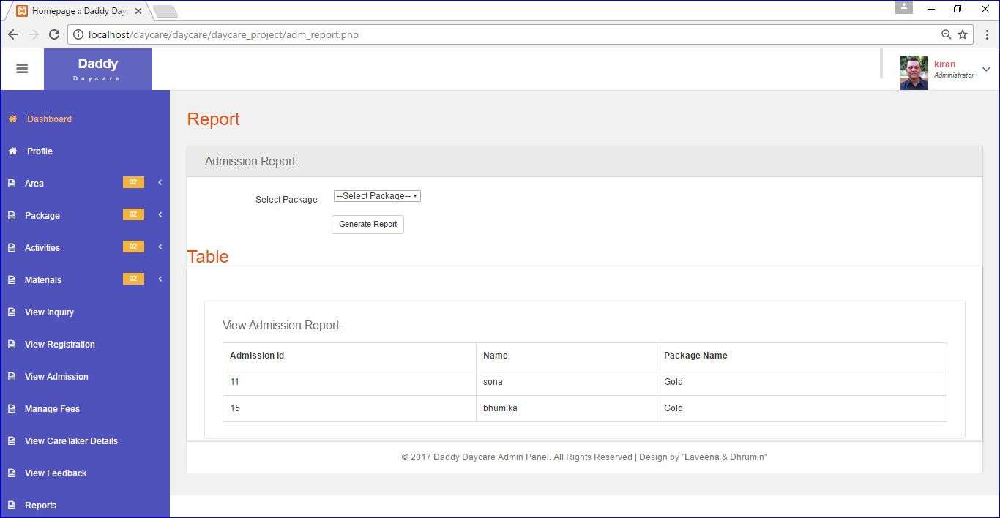 Homepage :: Daddy Day
localhost/daycare/daycare/daycare_project/adm_report.php
Daddy
Daycare
kiran
Administrator
Dashboard
Profile
Area 02
Package 02
Activities 02
Materials 02
View Inquiry
View Registration
View Admission
Manage Fees
View CareTaker Details
View Feedback
Reports
Report
Admission Report
Select Package --Select Package--
Generate Report
Table
View Admission Report:
Admission Id Name Package Name
11 sona Gold
15 bhumika Gold
© 2017 Daddy Daycare Admin Panel. All Rights Reserved | Design by "Laveena & Dhrumin"